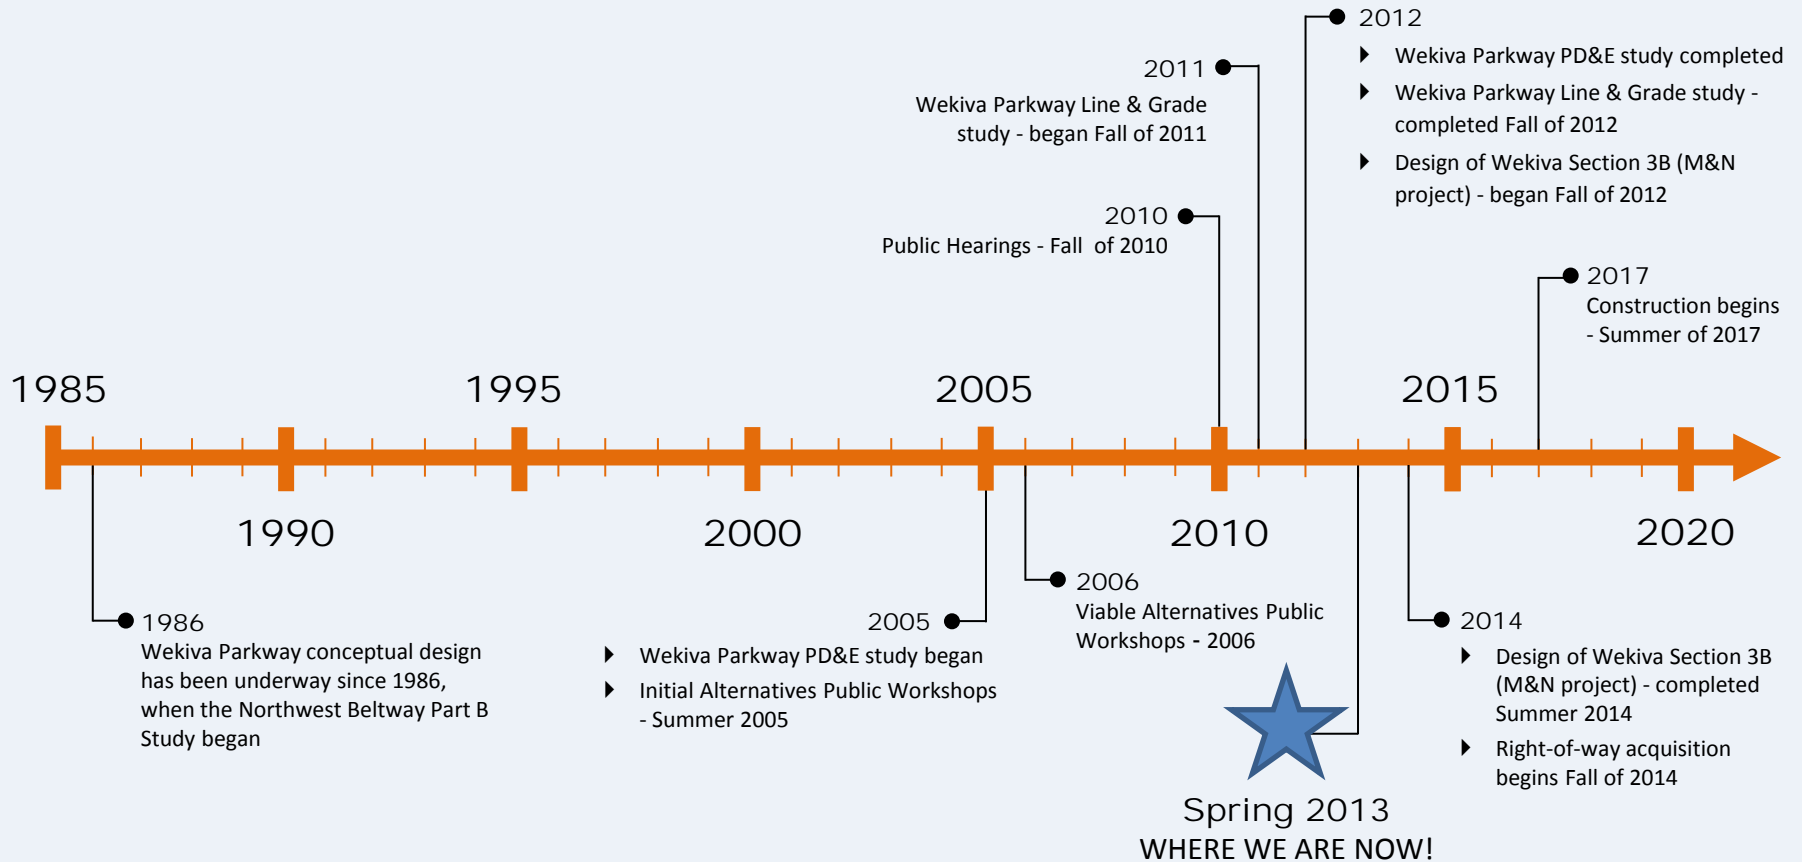 2012
Wekiva Parkway PD&E study completed
Wekiva Parkway Line & Grade study -
completed Fall of 2012
Design of Wekiva Section 3B (M&N
project) - began Fall of 2012
2011
Wekiva Parkway Line & Grade
study - began Fall of 2011
2010
Public Hearings - Fall of 2010
2017
Construction begins
- Summer of 2017
1985
1995
2005
2015
1990
2000
2010
2020
1986
Wekiva Parkway conceptual design
has been underway since 1986,
when the Northwest Beltway Part B
Study began
2005
Wekiva Parkway PD&E study began
Initial Alternatives Public Workshops
- Summer 2005
2006
Viable Alternatives Public
Workshops - 2006
Spring 2013
WHERE WE ARE NOW!
2014
Design of Wekiva Section 3B
(M&N project) - completed
Summer 2014
Right-of-way acquisition
begins Fall of 2014